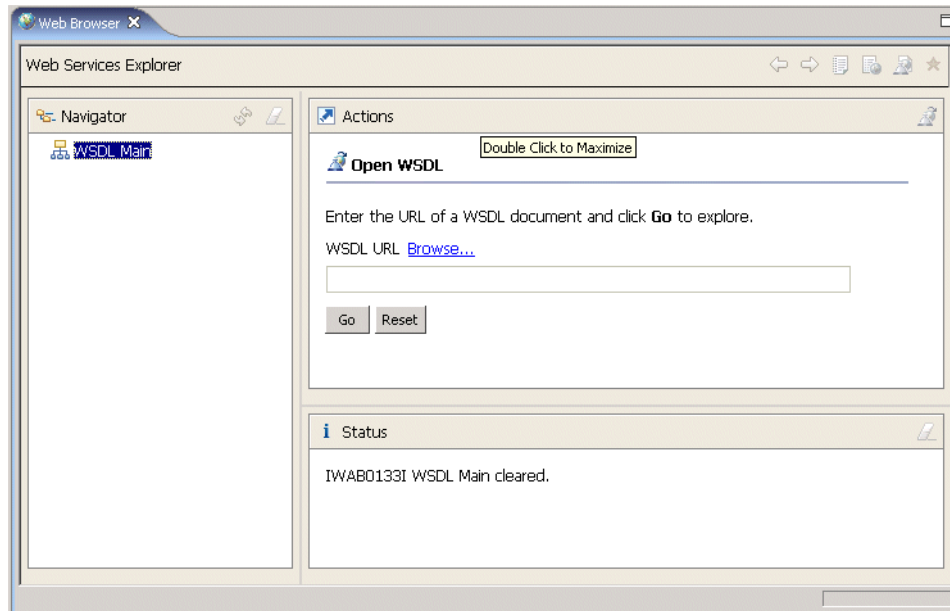 Web Browser
Web Services Explorer
Navigator
WSDL Main
Actions
Double Click to Maximize
Open WSDL
Enter the URL of a WSDL document and click Go to explore.
WSDL URL Browse...
Go Reset
i Status
IWAB0133I WSDL Main cleared.